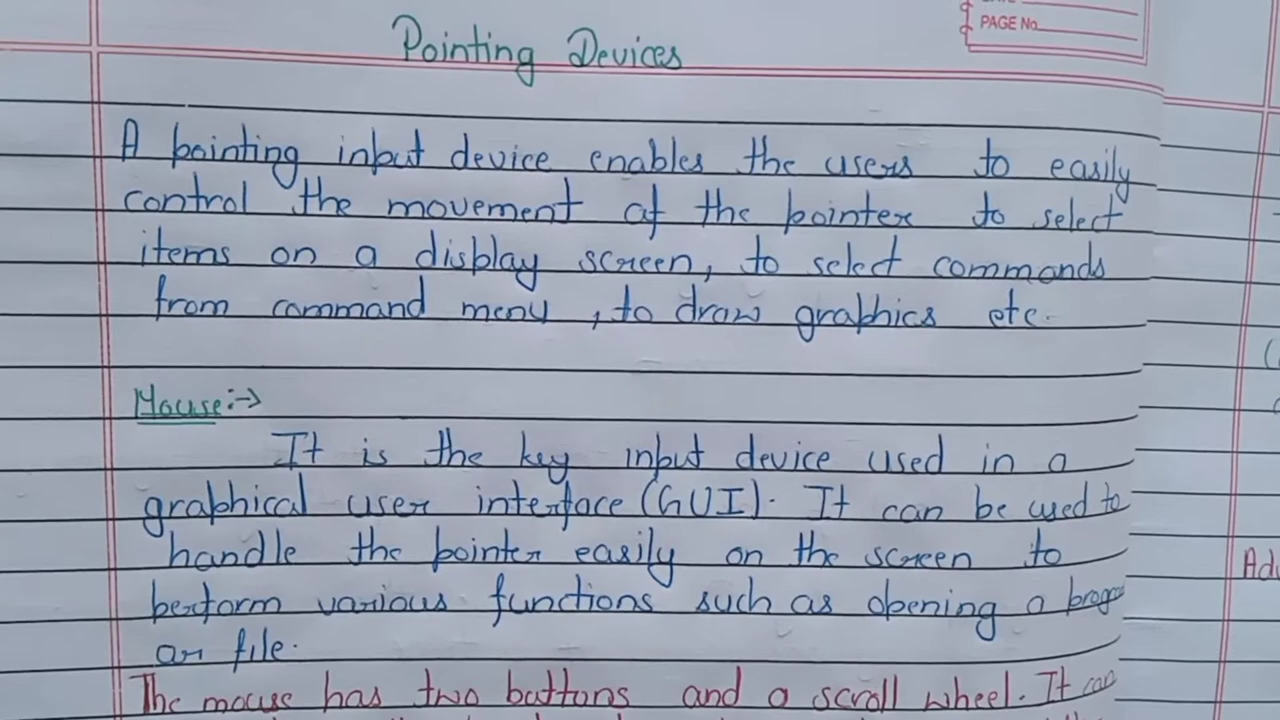 PAGE No.
Pointing Devices
A pointing input device enables the users to easily
control the movement of the pointer to select
items on a display screen, to select commands
from command menu, to draw graphics etc.
Mouse:→
It is the key input device used in a
graphical user interface (GUI). It can be used to
handle the pointer easily on the screen to
perform various functions such as opening a
or file.
The mouse has two buttons and a scroll wheel. It can